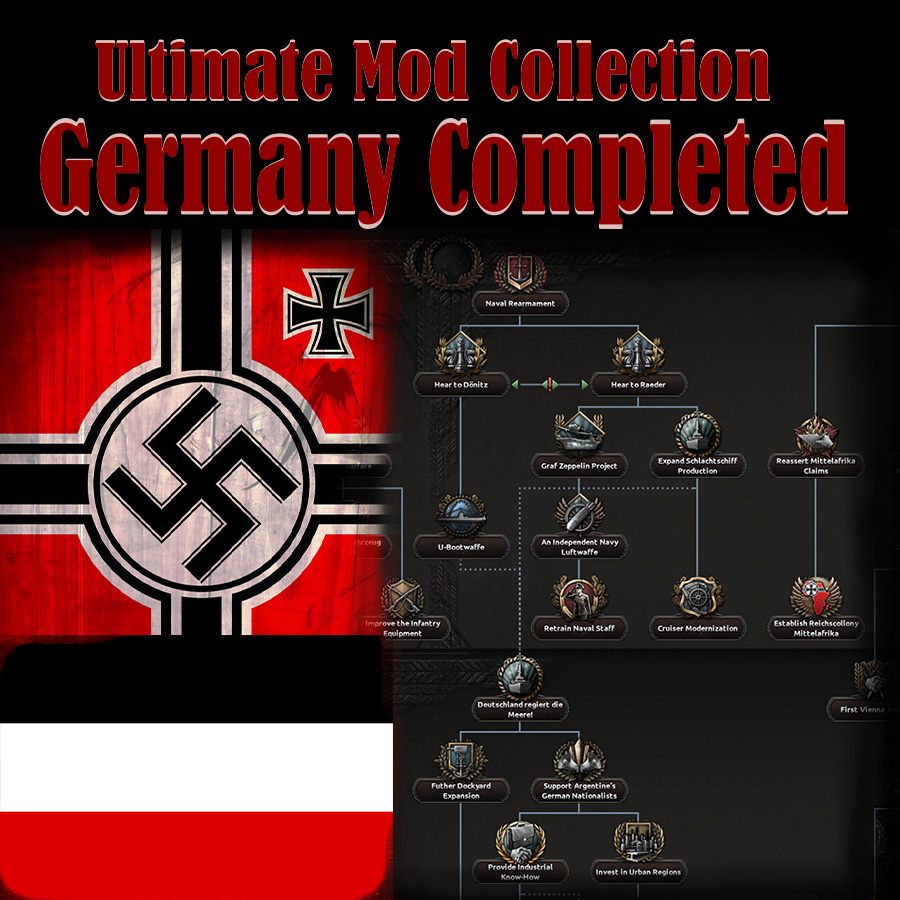 Ultimate Mod Collection
Germany Completed
Naval Rearmament
Hear to Dönitz
Hear to Raeder
Graf Zeppelin Project
Expand Schlachtschiff
Production
Reassert Mittelafrika
Claims
U-Bootwaffe
An Independent Navy
Luftwaffe
Improve the Infantry
Equipment
Retrain Naval Staff
Cruiser Modernization
Establish Reichscollony
Mittelafrika
Deutschland regiert die
Meere!
First Vienna
Futher Dockyard
Expansion
Support Argentine's
German Nationalists
Provide Industrial
Know-How
Invest in Urban Regions